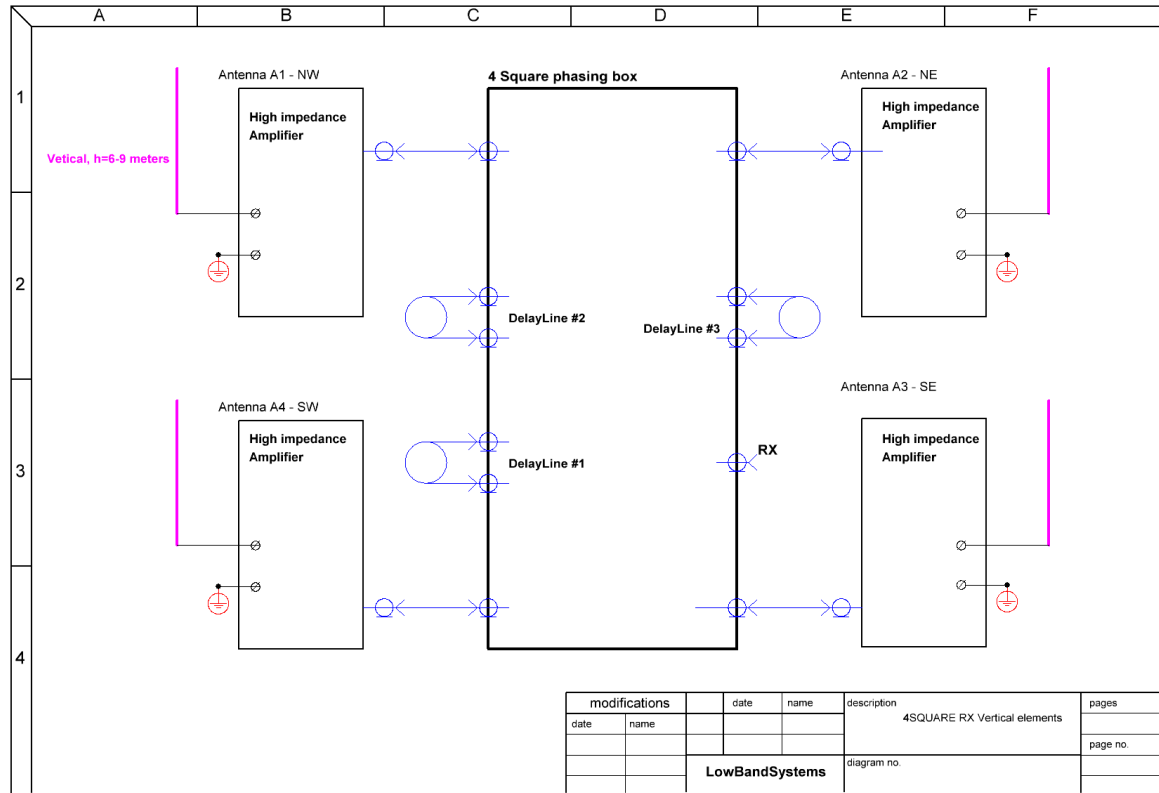 A B C D E F
1
2
3
4
Antenna A1 - NW
High impedance
Amplifier
Vetical, h=6-9 meters
4 Square phasing box
Antenna A2 - NE
High impedance
Amplifier
DelayLine #2
DelayLine #3
Antenna A4 - SW
High impedance
Amplifier
DelayLine #1
RX
Antenna A3 - SE
High impedance
Amplifier
modifications date name description pages
date name 4SQUARE RX Vertical elements
page no.
LowBandSystems diagram no.